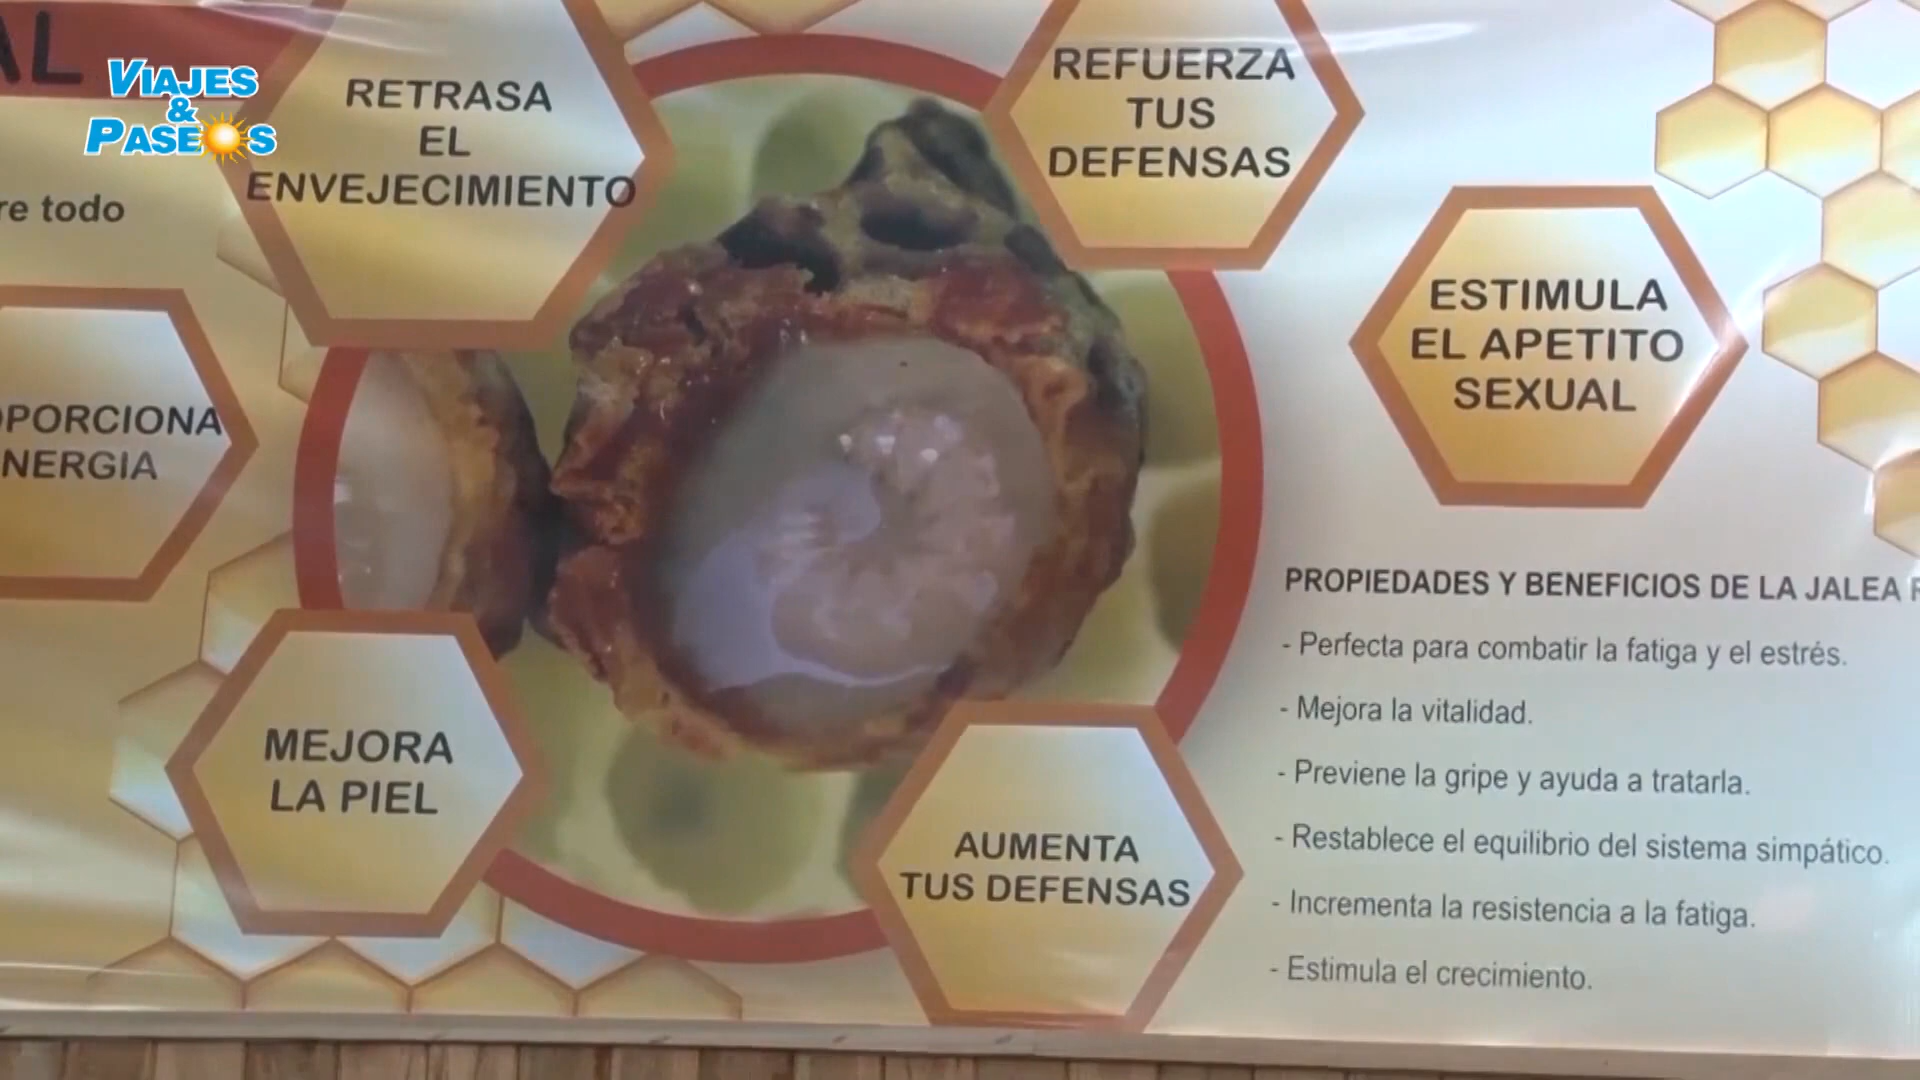 VIAJES
&
PASEOS
re todo
RETRASA
EL
ENVEJECIMIENTO
REFUERZA
TUS
DEFENSAS
ESTIMULA
EL APETITO
SEXUAL
PORCIONA
NERGIA
MEJORA
LA PIEL
AUMENTA
TUS DEFENSAS
PROPIEDADES Y BENEFICIOS DE LA JALEA
- Perfecta para combatir la fatiga y el estrés.
- Mejora la vitalidad.
- Previene la gripe y ayuda a tratarla.
- Restablece el equilibrio del sistema simpático.
- Incrementa la resistencia a la fatiga.
- Estimula el crecimiento.